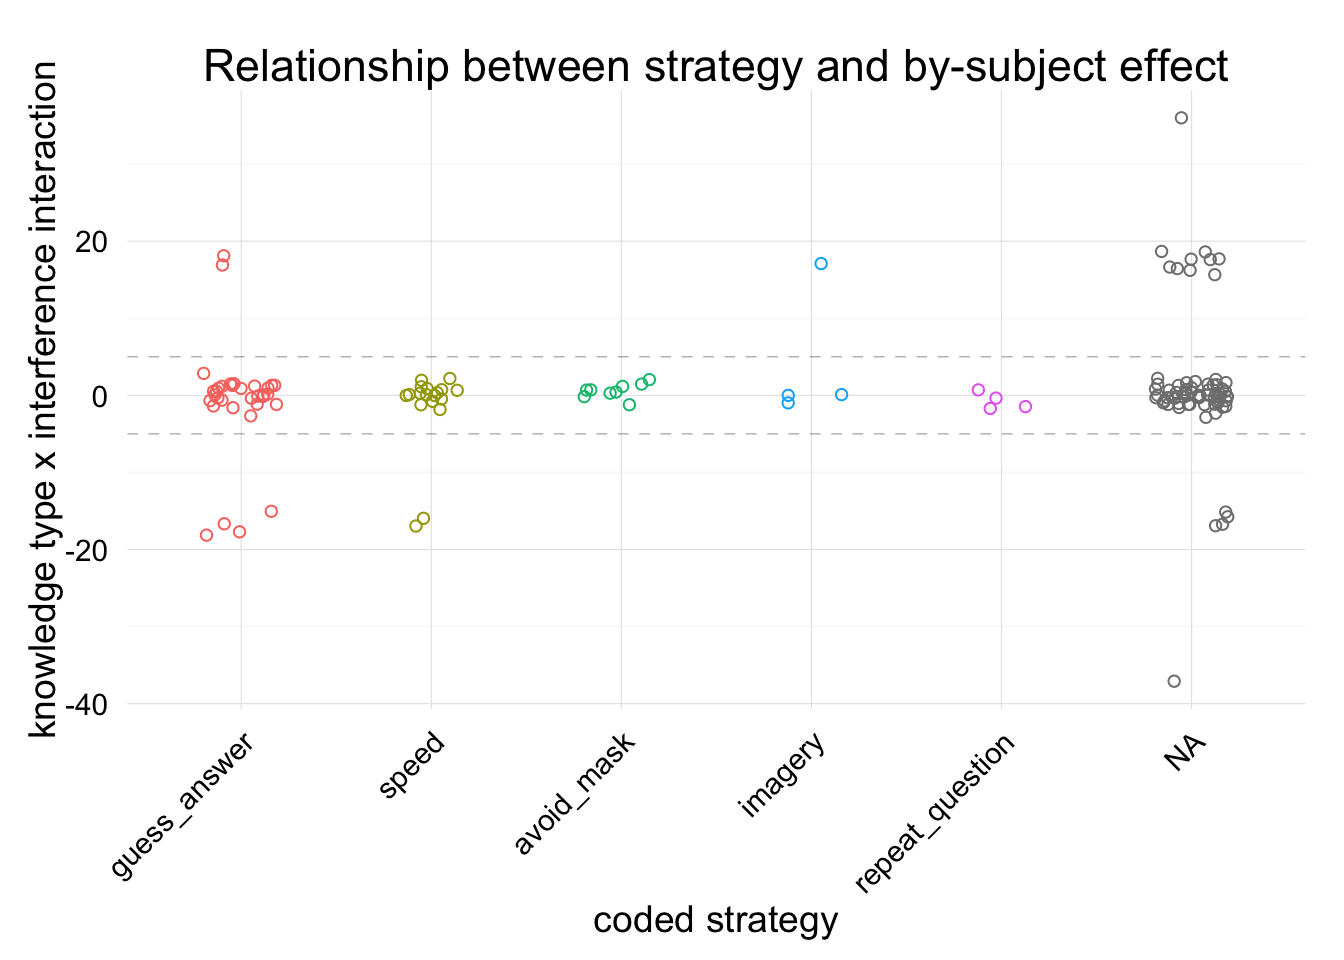 Relationship between strategy and by-subject effect
knowledge type x interference interaction
20
0
-20
-40
guess_answer
speed
avoid_mask
imagery
repeat_question
NA
coded strategy